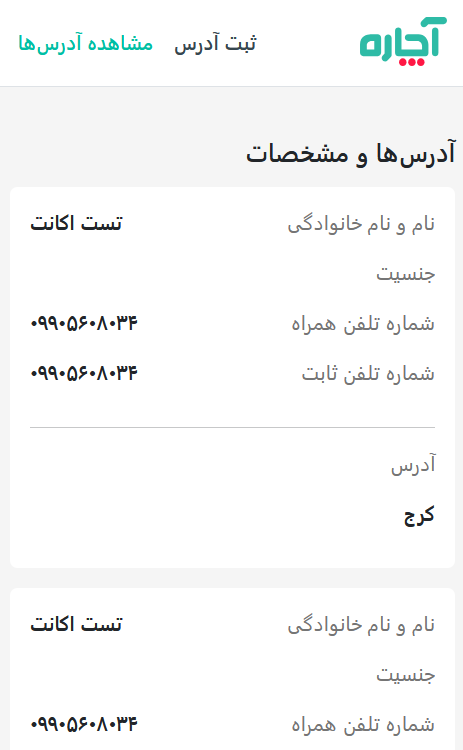 آچاره
ثبت آدرس
مشاهده آدرس‌ها
آدرس‌ها و مشخصات
نام و نام خانوادگی تست اکانت
جنسیت
شماره تلفن همراه ۰۹۹۰۵۶۰۸۰۳۴
شماره تلفن ثابت ۰۹۹۰۵۶۰۸۰۳۴
آدرس
کرج
نام و نام خانوادگی تست اکانت
جنسیت
شماره تلفن همراه ۰۹۹۰۵۶۰۸۰۳۴